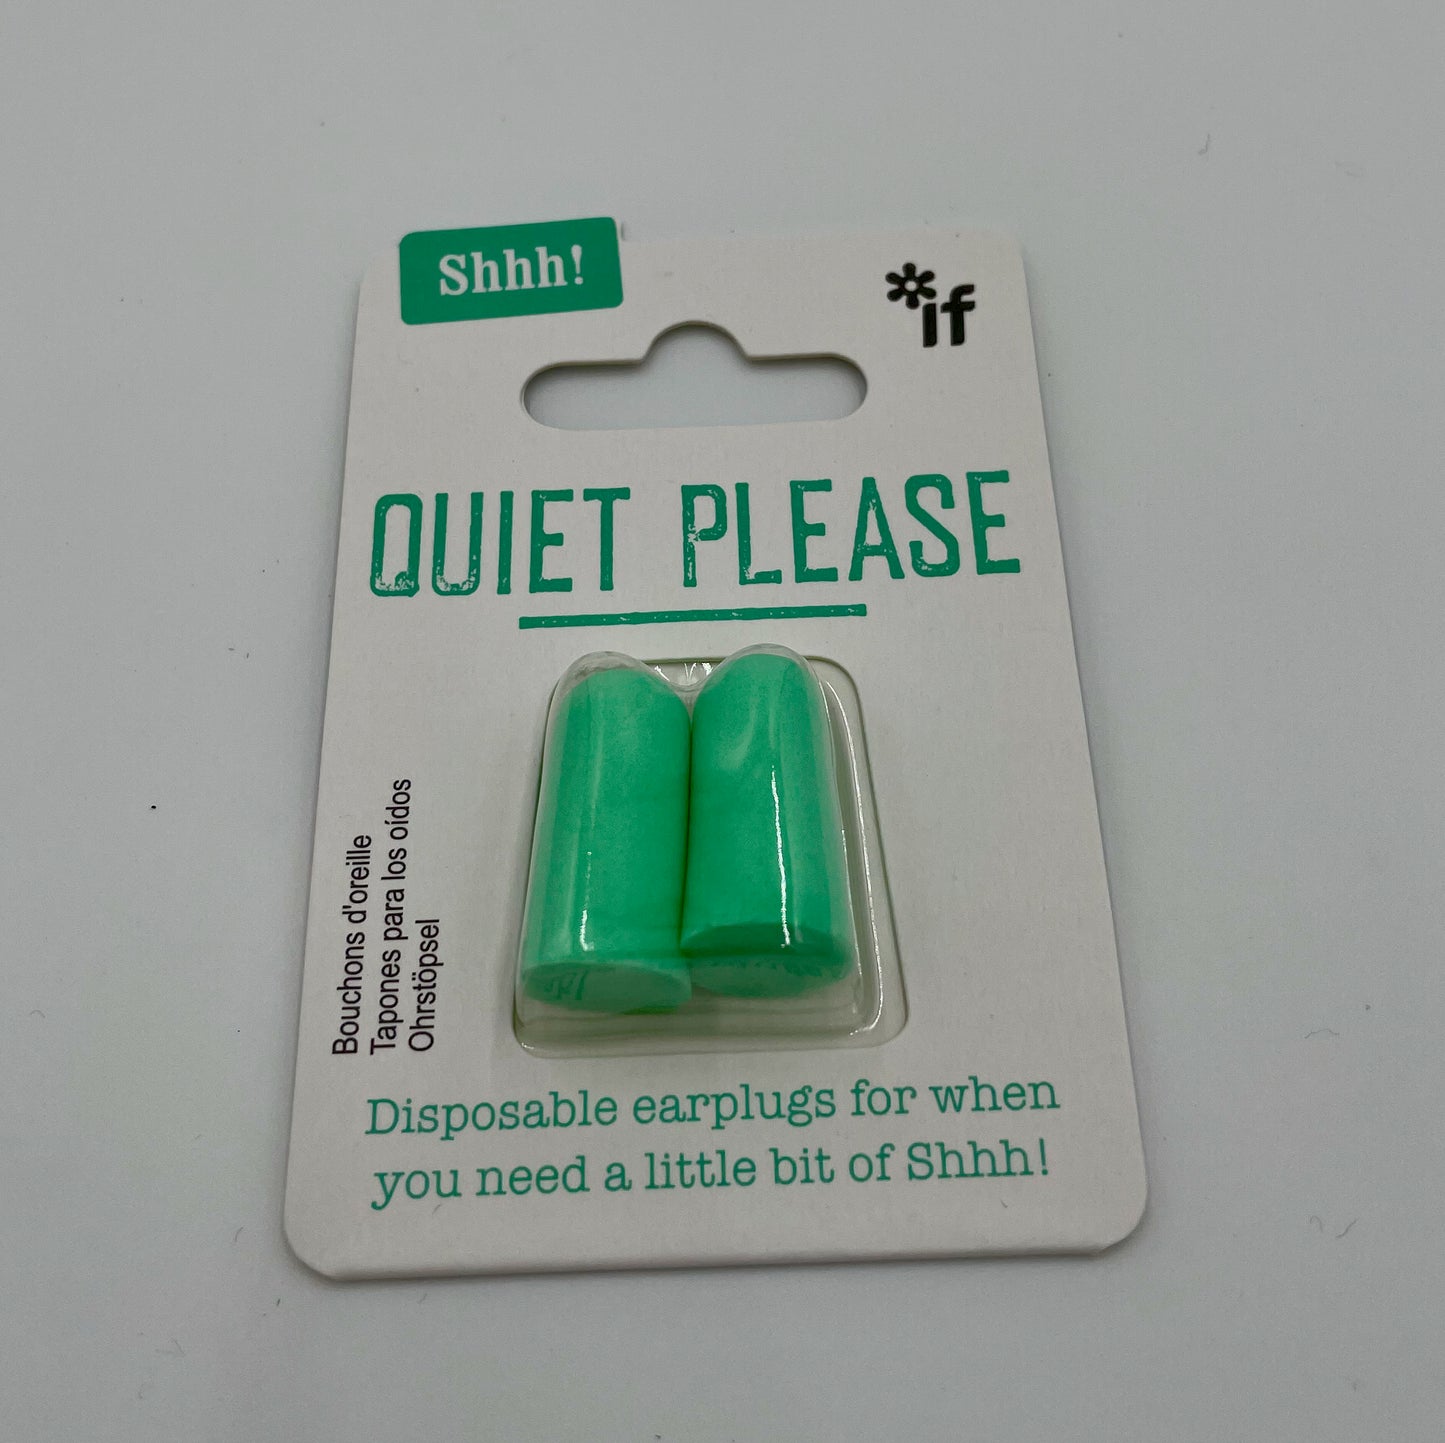 Shhh!
*if
QUIET PLEASE
Bouchons d'oreille
Tapones para los oídos
Ohrstöpsel
Disposable earplugs for when
you need a little bit of Shhh!